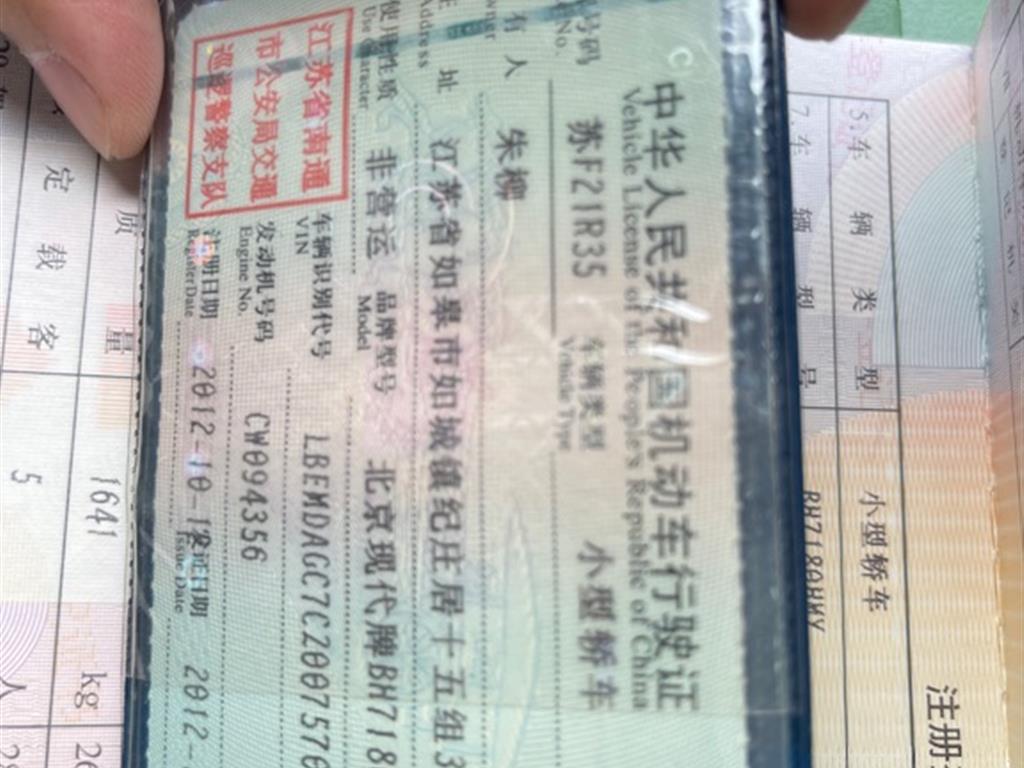 中华人民共和国机动车行驶证
Vehicle License of the People's Republic of China
号码 苏F21R35 车辆类型 小型轿车
No. Vehicle Type
有人 朱柳
址 江苏省如皋市如城镇纪庄居十五组3
Address
使用性质 非营运 品牌型号 北京现代牌BH718
Use Character Model
江苏省南通
市公安局交通
巡逻警察支队
车辆识别代号 LBEMDAGC7CZ007570
VIN
发动机号码 CW094356
Engine No.
注册日期 2012-10-1 发证日期 2012-
Register Date Issue Date
5.车辆类型 小型轿车
7.车辆型号 BH7180HMY
注册
质量 1641 kg
定载客 5 人